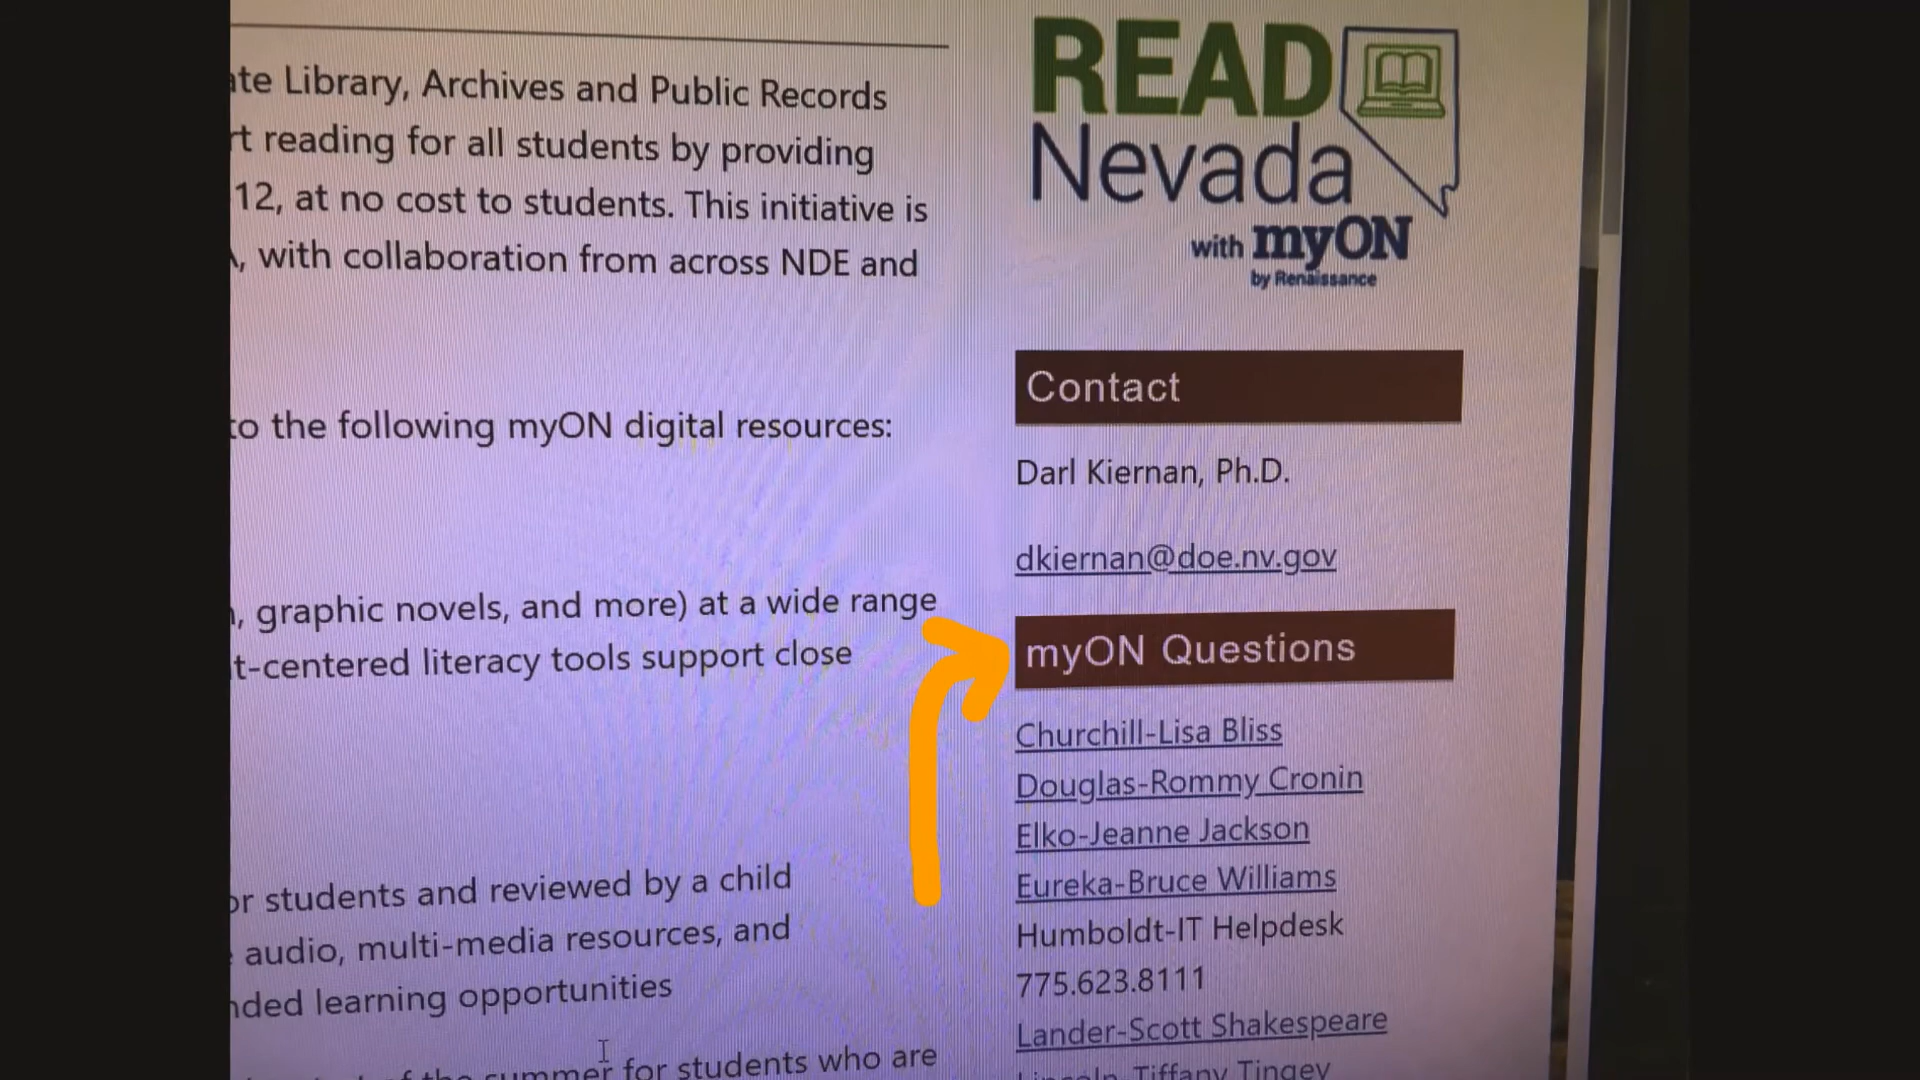 ate Library, Archives and Public Records
rt reading for all students by providing
12, at no cost to students. This initiative is
, with collaboration from across NDE and
to the following myON digital resources:
, graphic novels, and more) at a wide range
t-centered literacy tools support close
or students and reviewed by a child
audio, multi-media resources, and
nded learning opportunities
of the summer for students who are
READ
Nevada
with myON
by Renaissance
Contact
Darl Kiernan, Ph.D.
dkiernan@doe.nv.gov
myON Questions
Churchill-Lisa Bliss
Douglas-Rommy Cronin
Elko-Jeanne Jackson
Eureka-Bruce Williams
Humboldt-IT Helpdesk
775.623.8111
Lander-Scott Shakespeare
Lincoln-Tiffany Tingey